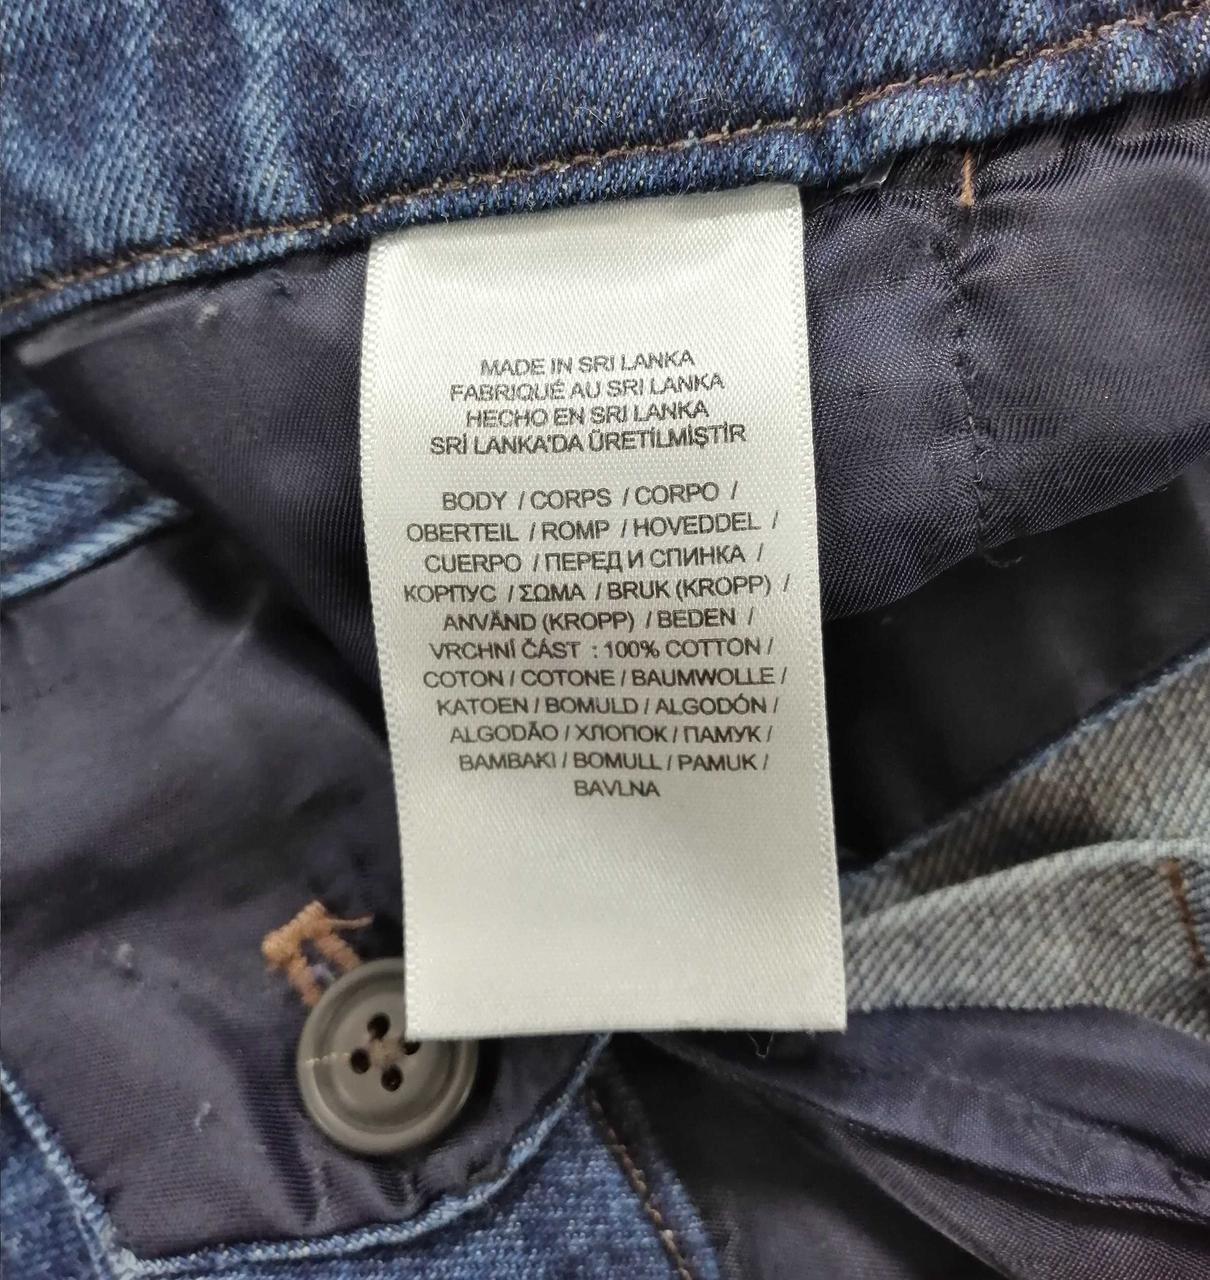 MADE IN SRI LANKA
FABRIQUÉ AU SRI LANKA
HECHO EN SRI LANKA
SRİ LANKA'DA ÜRETİLMİŞTİR
BODY / CORPS / CORPO /
OBERTEIL / ROMP / HOVEDDEL /
CUERPO / ПЕРЕД И СПИНКА /
КОРПУС / ΣΩΜΑ / BRUK (KROPP) /
ANVÄND (KROPP) / BEDEN /
VRCHNÍ ČÁST : 100% COTTON /
COTON / COTONE / BAUMWOLLE /
KATOEN / BOMULD / ALGODÓN /
ALGODÃO / ХЛОПОК / ПАМУК /
BAMBAKI / BOMULL / PAMUK /
BAVLNA